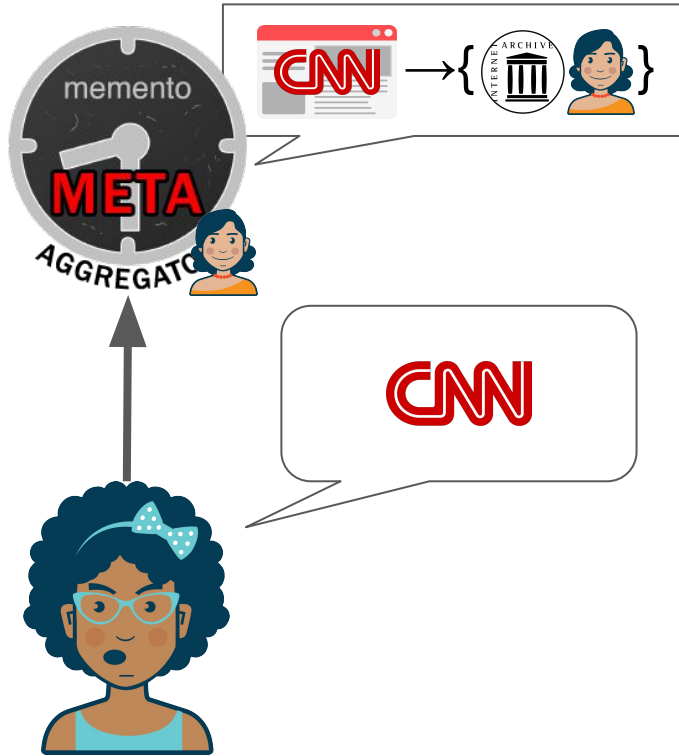 CNN
→{
INTERNET ARCHIVE
}
memento
META
AGGREGATO
CNN